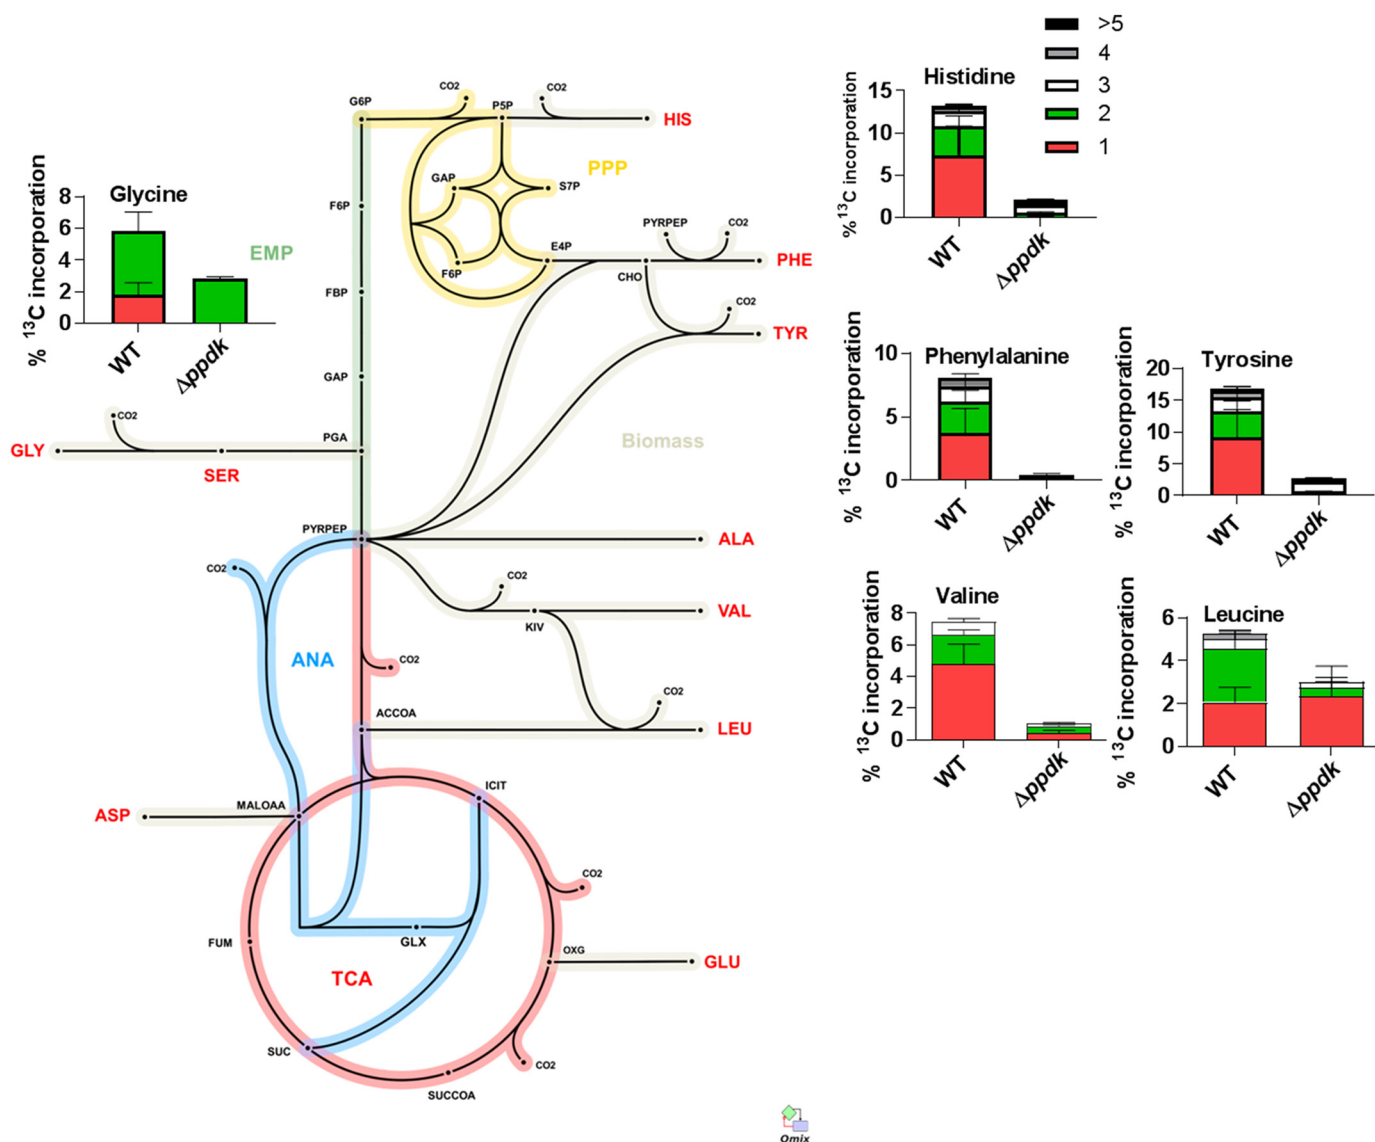 >5
4
3
2
1
Histidine
15
10
5
0
% ¹³C incorporation
WT
Δppdk
Glycine
8
6
4
2
0
% ¹³C incorporation
WT
Δppdk
EMP
G6P
CO2
P5P
CO2
HIS
PPP
GAP
S7P
F6P
F6P
E4P
PYRPEP
CO2
CHO
PHE
CO2
TYR
FBP
GAP
PGA
CO2
GLY
SER
Biomass
PYRPEP
ALA
CO2
CO2
KIV
VAL
ANA
CO2
CO2
ACCOA
LEU
ICIT
MALOAA
ASP
CO2
GLX
FUM
OXG
GLU
TCA
SUC
CO2
SUCCOA
Phenylalanine
10
5
0
% ¹³C incorporation
WT
Δppdk
Tyrosine
20
15
10
5
0
% ¹³C incorporation
WT
Δppdk
Valine
8
6
4
2
0
% ¹³C incorporation
WT
Δppdk
Leucine
6
4
2
0
% ¹³C incorporation
WT
Δppdk
Omix